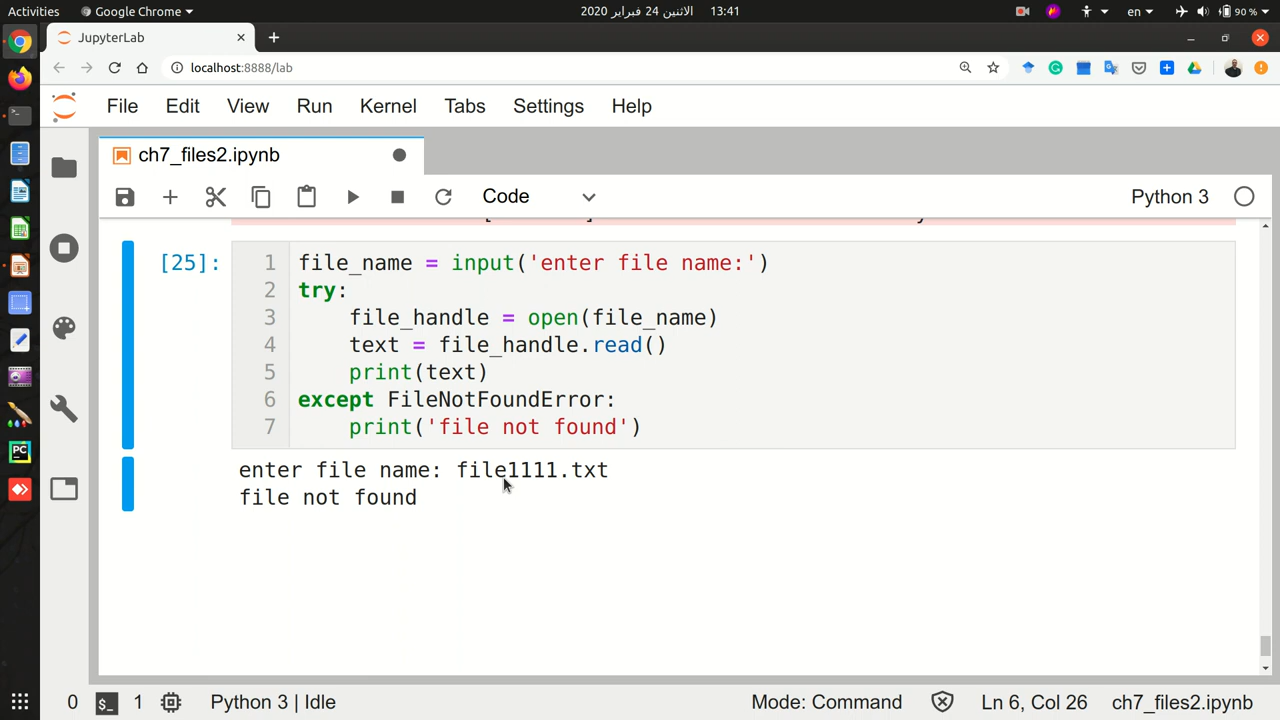 Activities Google Chrome الاثنين 24 فبراير 2020 13:41 en 90 %
JupyterLab
localhost:8888/lab
File Edit View Run Kernel Tabs Settings Help
ch7_files2.ipynb
Code Python 3
[25]:
1 file_name = input('enter file name:')
2 try:
3 file_handle = open(file_name)
4 text = file_handle.read()
5 print(text)
6 except FileNotFoundError:
7 print('file not found')
enter file name: file1111.txt
file not found
0 $_ 1 Python 3 | Idle Mode: Command Ln 6, Col 26 ch7_files2.ipynb